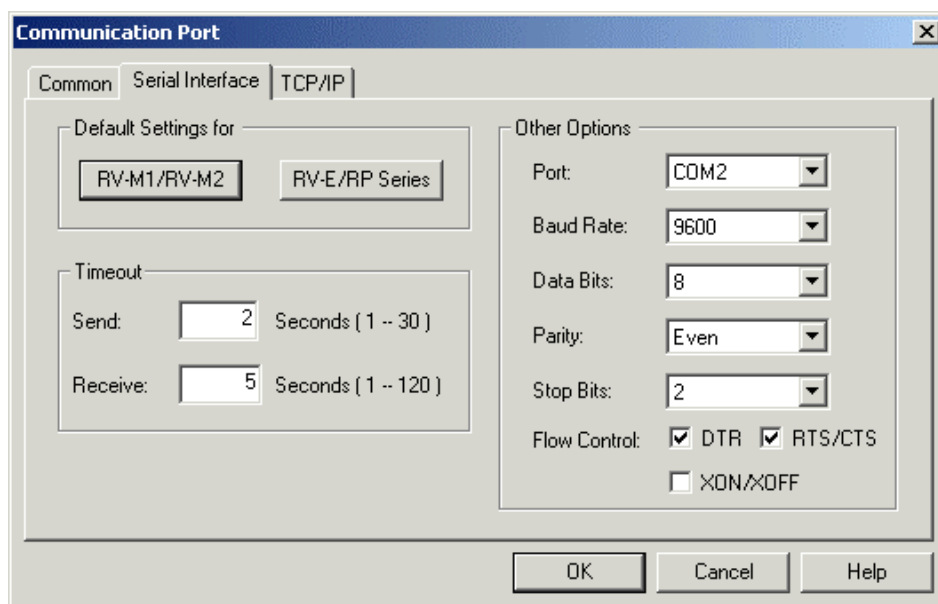 Communication Port
Common Serial Interface TCP/IP
Default Settings for
RV-M1/RV-M2 RV-E/RP Series
Timeout
Send: 2 Seconds ( 1 -- 30 )
Receive: 5 Seconds ( 1 -- 120 )
Other Options
Port: COM2
Baud Rate: 9600
Data Bits: 8
Parity: Even
Stop Bits: 2
Flow Control: DTR RTS/CTS
XON/XOFF
OK Cancel Help